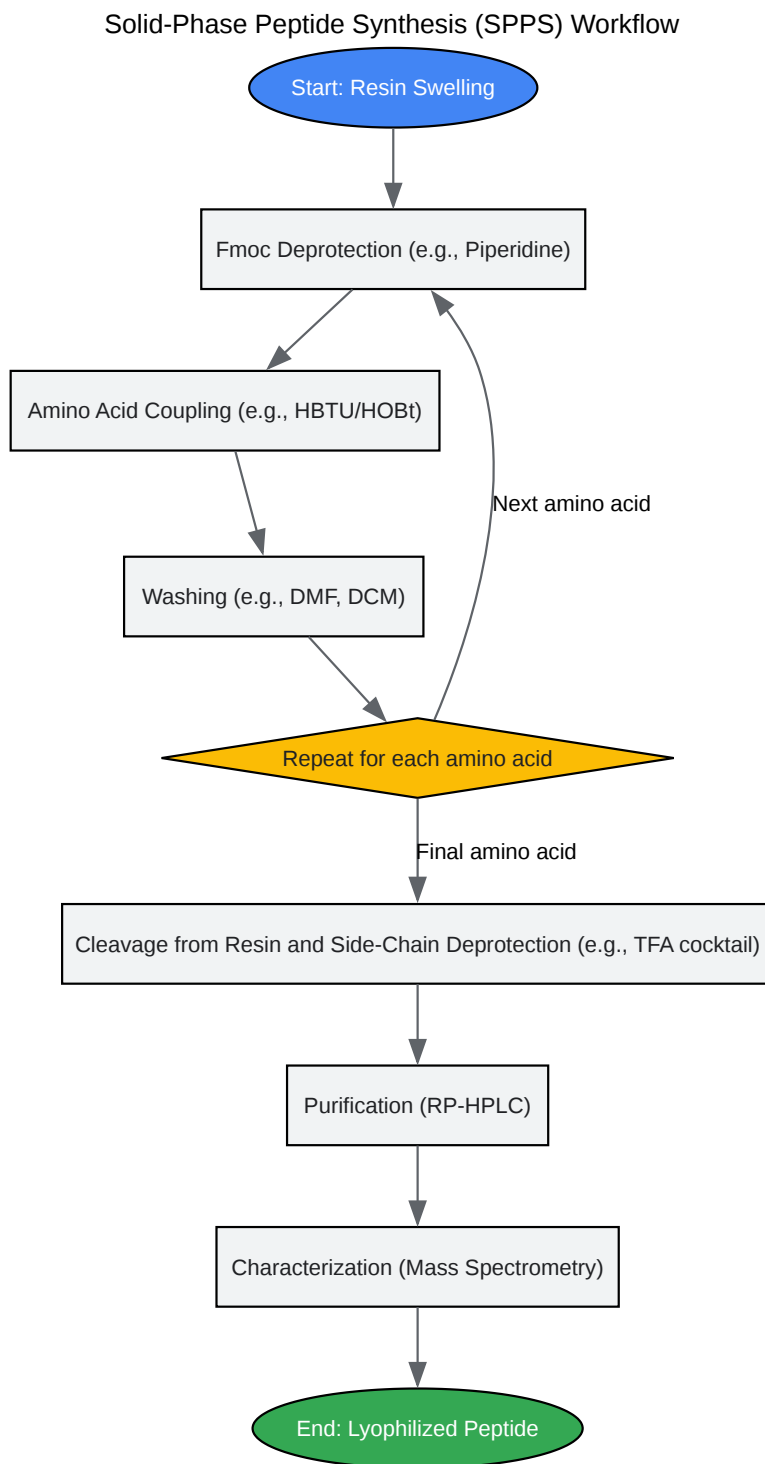 Solid-Phase Peptide Synthesis (SPPS) Workflow
Start: Resin Swelling
Fmoc Deprotection (e.g., Piperidine)
Amino Acid Coupling (e.g., HBTU/HOBt)
Next amino acid
Washing (e.g., DMF, DCM)
Repeat for each amino acid
Final amino acid
Cleavage from Resin and Side-Chain Deprotection (e.g., TFA cocktail)
Purification (RP-HPLC)
Characterization (Mass Spectrometry)
End: Lyophilized Peptide